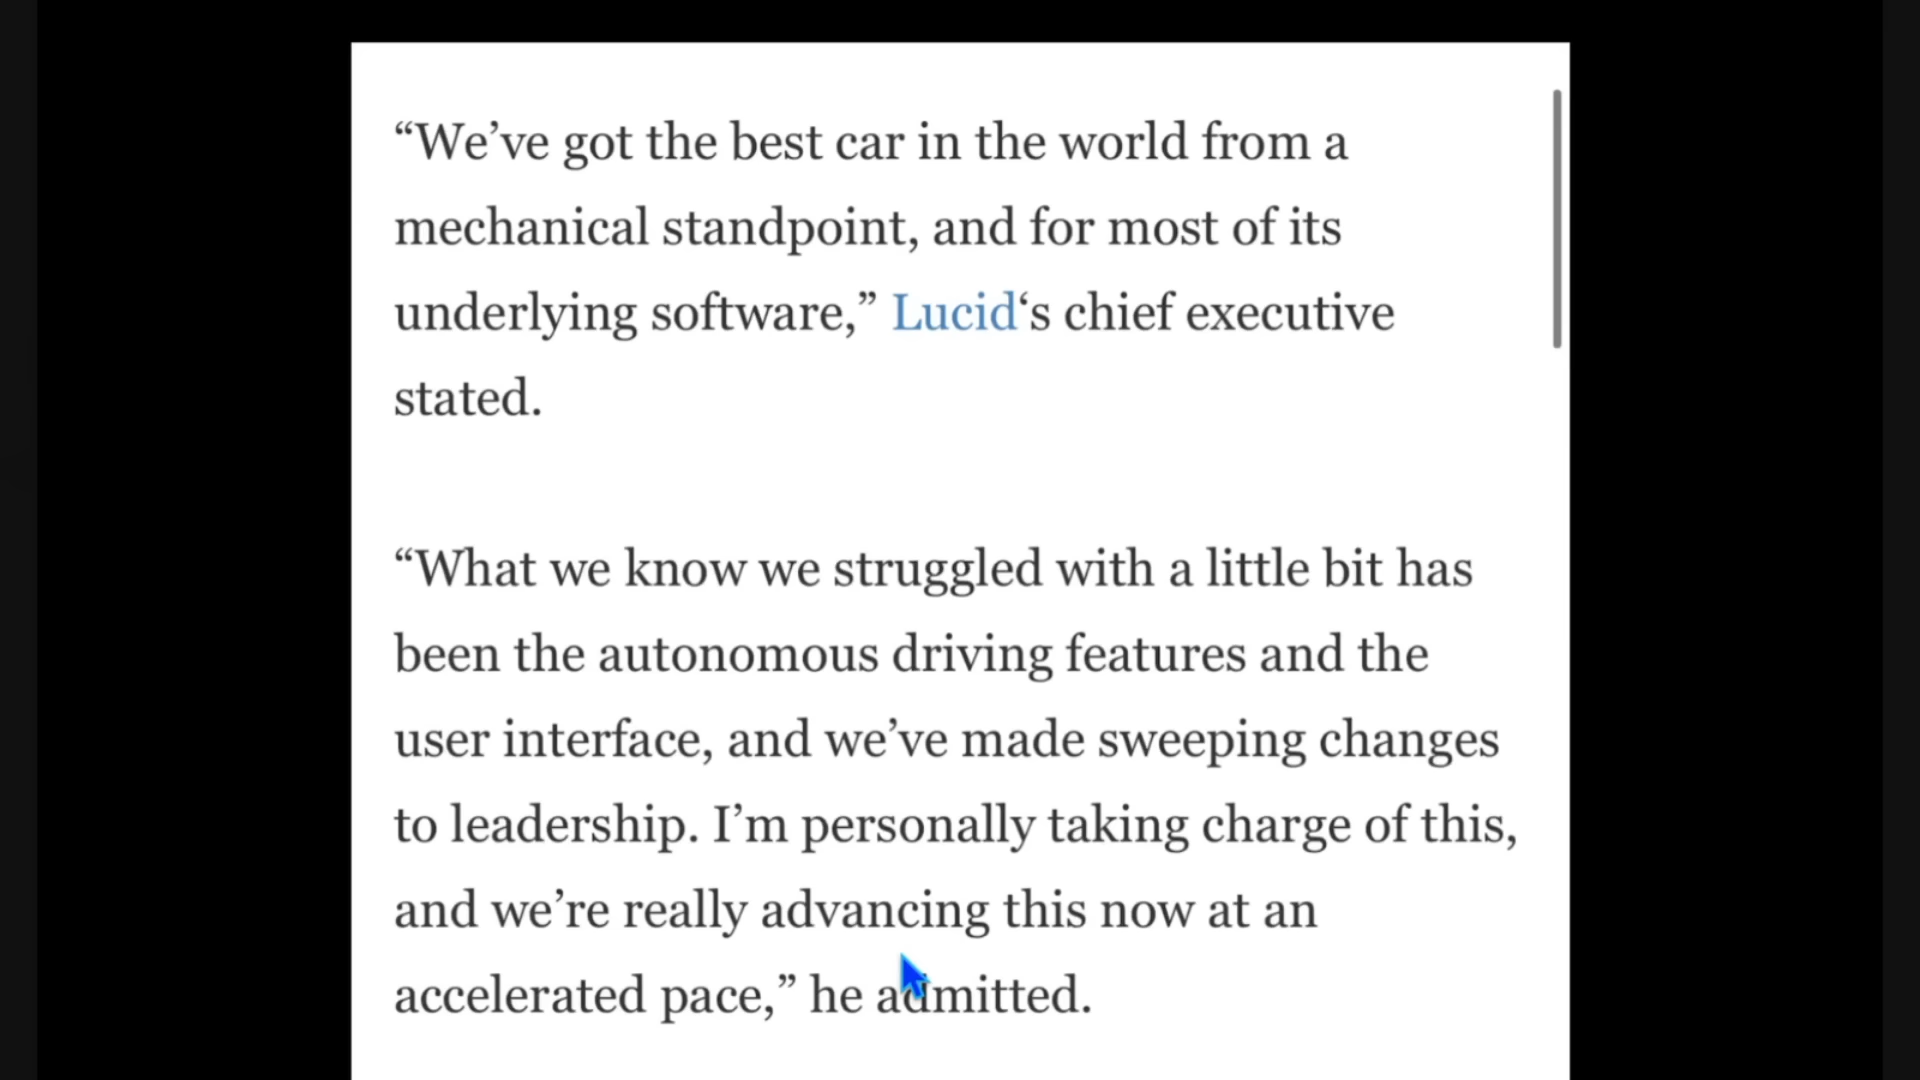 “We’ve got the best car in the world from a
mechanical standpoint, and for most of its
underlying software,” Lucid‘s chief executive
stated.
“What we know we struggled with a little bit has
been the autonomous driving features and the
user interface, and we’ve made sweeping changes
to leadership. I’m personally taking charge of this,
and we’re really advancing this now at an
accelerated pace,” he admitted.